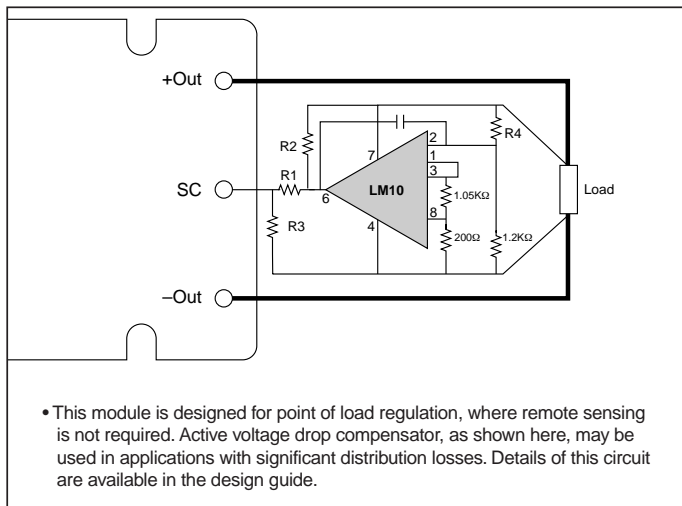 +Out
R2
R4
2
7
1
3
R1
SC
LM10
Load
6
1.05KΩ
R3
8
4
200Ω
1.2KΩ
–Out
• This module is designed for point of load regulation, where remote sensing
is not required. Active voltage drop compensator, as shown here, may be
used in applications with significant distribution losses. Details of this circuit
are available in the design guide.